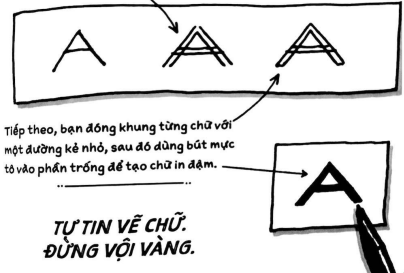 A A A
Tiếp theo, bạn đóng khung từng chữ với
một đường kẻ nhỏ, sau đó dùng bút mực
tô vào phần trống để tạo chữ in đậm.
A
TỰ TIN VẼ CHỮ.
ĐỪNG VỘI VÀNG.